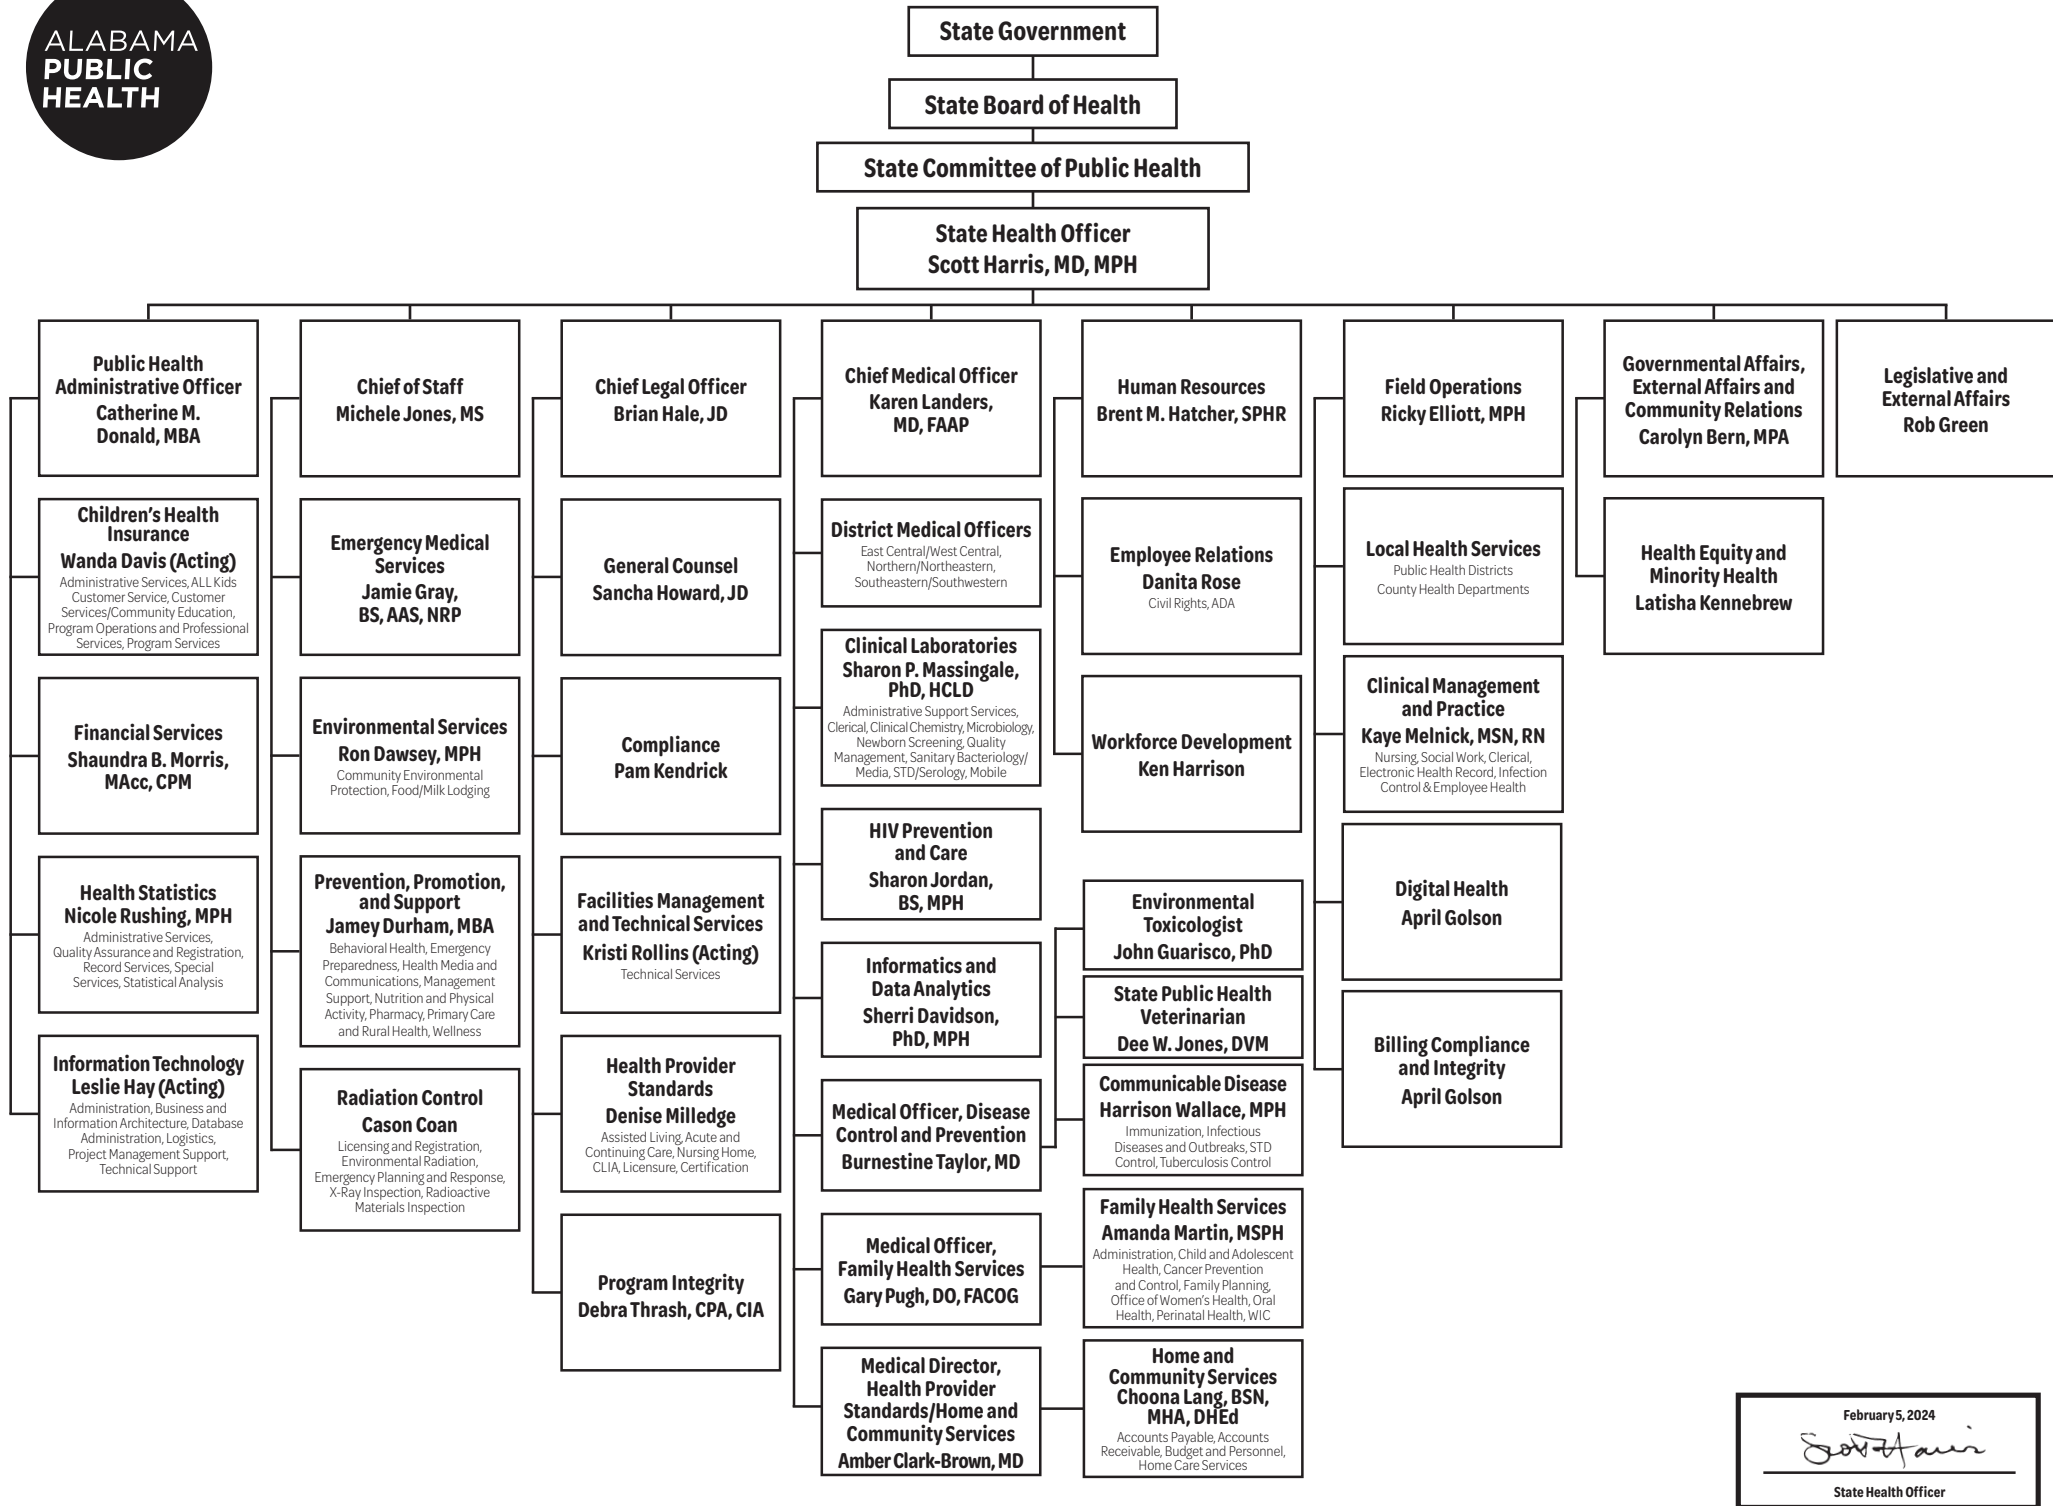 ALABAMA
PUBLIC
HEALTH
State Government
State Board of Health
State Committee of Public Health
State Health Officer
Scott Harris, MD, MPH
Public Health
Administrative Officer
Catherine M.
Donald, MBA
Children's Health
Insurance
Wanda Davis (Acting)
Administrative Services, ALL Kids
Customer Service, Customer
Services/Community Education,
Program Operations and Professional
Services, Program Services
Financial Services
Shaundra B. Morris,
MAcc, CPM
Health Statistics
Nicole Rushing, MPH
Administrative Services,
Quality Assurance and Registration,
Record Services, Special
Services, Statistical Analysis
Information Technology
Leslie Hay (Acting)
Administration, Business and
Information Architecture, Database
Administration, Logistics,
Project Management Support,
Technical Support
Chief of Staff
Michele Jones, MS
Emergency Medical
Services
Jamie Gray,
BS, AAS, NRP
Environmental Services
Ron Dawsey, MPH
Community Environmental
Protection, Food/Milk Lodging
Prevention, Promotion,
and Support
Jamey Durham, MBA
Behavioral Health, Emergency
Preparedness, Health Media and
Communications, Management
Support, Nutrition and Physical
Activity, Pharmacy, Primary Care
and Rural Health, Wellness
Radiation Control
Cason Coan
Licensing and Registration,
Environmental Radiation,
Emergency Planning and Response,
X-Ray Inspection, Radioactive
Materials Inspection
Chief Legal Officer
Brian Hale, JD
General Counsel
Sancha Howard, JD
Compliance
Pam Kendrick
Facilities Management
and Technical Services
Kristi Rollins (Acting)
Technical Services
Health Provider
Standards
Denise Milledge
Assisted Living, Acute and
Continuing Care, Nursing Home,
CLIA, Licensure, Certification
Program Integrity
Debra Thrash, CPA, CIA
Chief Medical Officer
Karen Landers,
MD, FAAP
District Medical Officers
East Central/West Central,
Northern/Northeastern,
Southeastern/Southwestern
Clinical Laboratories
Sharon P. Massingale,
PhD, HCLD
Administrative Support Services,
Clerical, Clinical Chemistry, Microbiology,
Newborn Screening, Quality
Management, Sanitary Bacteriology/
Media, STD/Serology, Mobile
HIV Prevention
and Care
Sharon Jordan,
BS, MPH
Informatics and
Data Analytics
Sherri Davidson,
PhD, MPH
Medical Officer, Disease
Control and Prevention
Burnestine Taylor, MD
Medical Officer,
Family Health Services
Gary Pugh, DO, FACOG
Medical Director,
Health Provider
Standards/Home and
Community Services
Amber Clark-Brown, MD
Human Resources
Brent M. Hatcher, SPHR
Employee Relations
Danita Rose
Civil Rights, ADA
Workforce Development
Ken Harrison
Environmental
Toxicologist
John Guarisco, PhD
State Public Health
Veterinarian
Dee W. Jones, DVM
Communicable Disease
Harrison Wallace, MPH
Immunization, Infectious
Diseases and Outbreaks, STD
Control, Tuberculosis Control
Family Health Services
Amanda Martin, MSPH
Administration, Child and Adolescent
Health, Cancer Prevention
and Control, Family Planning,
Office of Women's Health, Oral
Health, Perinatal Health, WIC
Home and
Community Services
Choona Lang, BSN,
MHA, DHEd
Accounts Payable, Accounts
Receivable, Budget and Personnel,
Home Care Services
Field Operations
Ricky Elliott, MPH
Local Health Services
Public Health Districts
County Health Departments
Clinical Management
and Practice
Kaye Melnick, MSN, RN
Nursing, Social Work, Clerical,
Electronic Health Record, Infection
Control & Employee Health
Digital Health
April Golson
Billing Compliance
and Integrity
April Golson
Governmental Affairs,
External Affairs and
Community Relations
Carolyn Bern, MPA
Health Equity and
Minority Health
Latisha Kennebrew
Legislative and
External Affairs
Rob Green
February 5, 2024
Scott Harris
State Health Officer